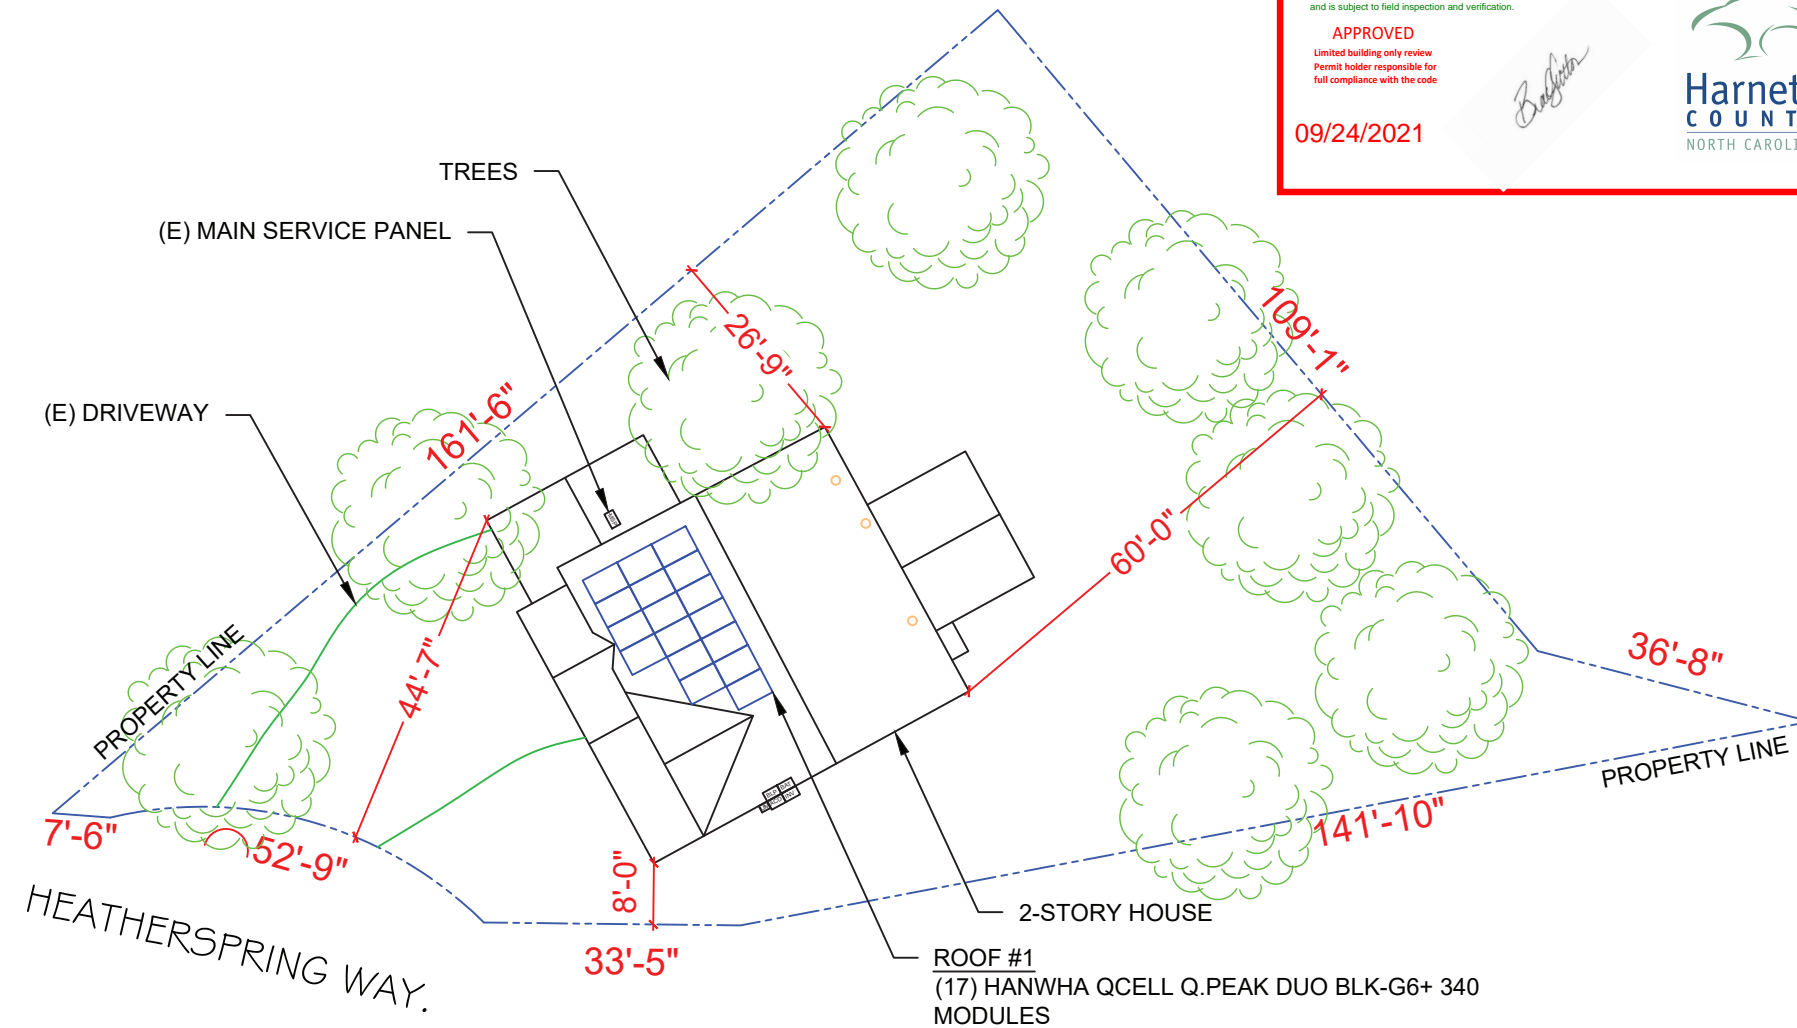 and is subject to field inspection and verification.
APPROVED
Limited building only review
Permit holder responsible for
full compliance with the code
09/24/2021
Harnet
COUNT
NORTH CAROLI
TREES
(E) MAIN SERVICE PANEL
(E) DRIVEWAY
161'-6"
26'-9"
109'-1"
60'-0"
44'-7"
36'-8"
PROPERTY LINE
PROPERTY LINE
7'-6"
52'-9"
141'-10"
8'-0"
33'-5"
HEATHERSPRING WAY.
2-STORY HOUSE
ROOF #1
(17) HANWHA QCELL Q.PEAK DUO BLK-G6+ 340
MODULES